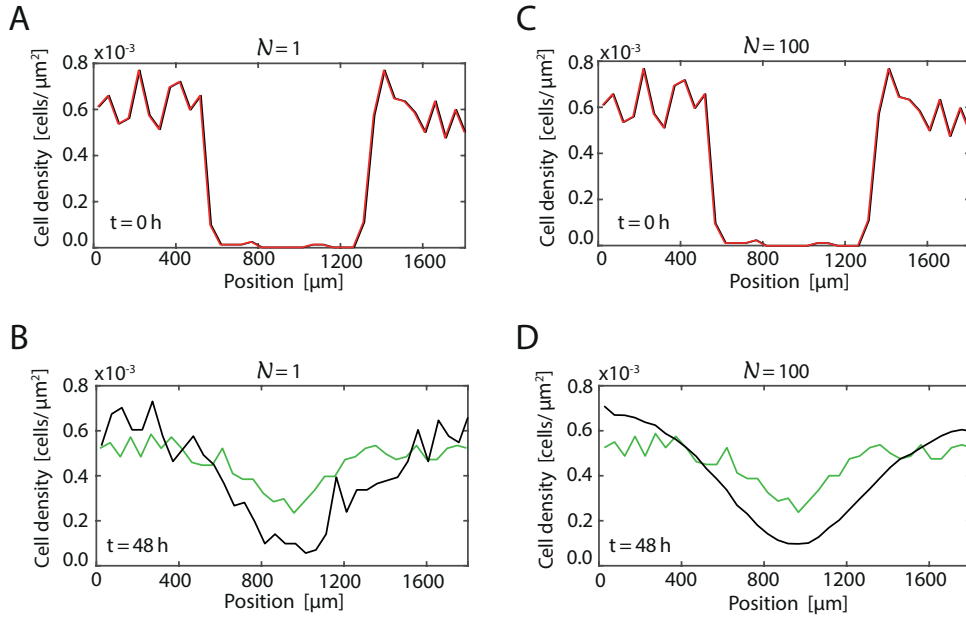 A
x10⁻³
𝒩 = 1
Cell density [cells/μm²]
0.8
0.6
0.4
0.2
0.0
t = 0 h
0 400 800 1200 1600
Position [μm]
C
x10⁻³
𝒩 = 100
Cell density [cells/μm²]
0.8
0.6
0.4
0.2
0.0
t = 0 h
0 400 800 1200 1600
Position [μm]
B
x10⁻³
𝒩 = 1
Cell density [cells/μm²]
0.8
0.6
0.4
0.2
0.0
t = 48 h
0 400 800 1200 1600
Position [μm]
D
x10⁻³
𝒩 = 100
Cell density [cells/μm²]
0.8
0.6
0.4
0.2
0.0
t = 48 h
0 400 800 1200 1600
Position [μm]